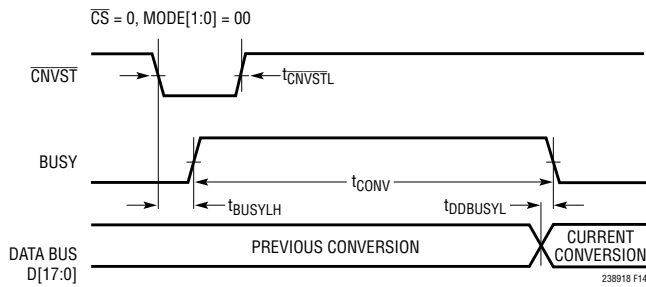 CS = 0, MODE[1:0] = 00
CNVST
tCNVSTL
BUSY
tCONV
tBUSYLH
tDDBUSYL
DATA BUS
D[17:0]
PREVIOUS CONVERSION
CURRENT
CONVERSION
238918 F14